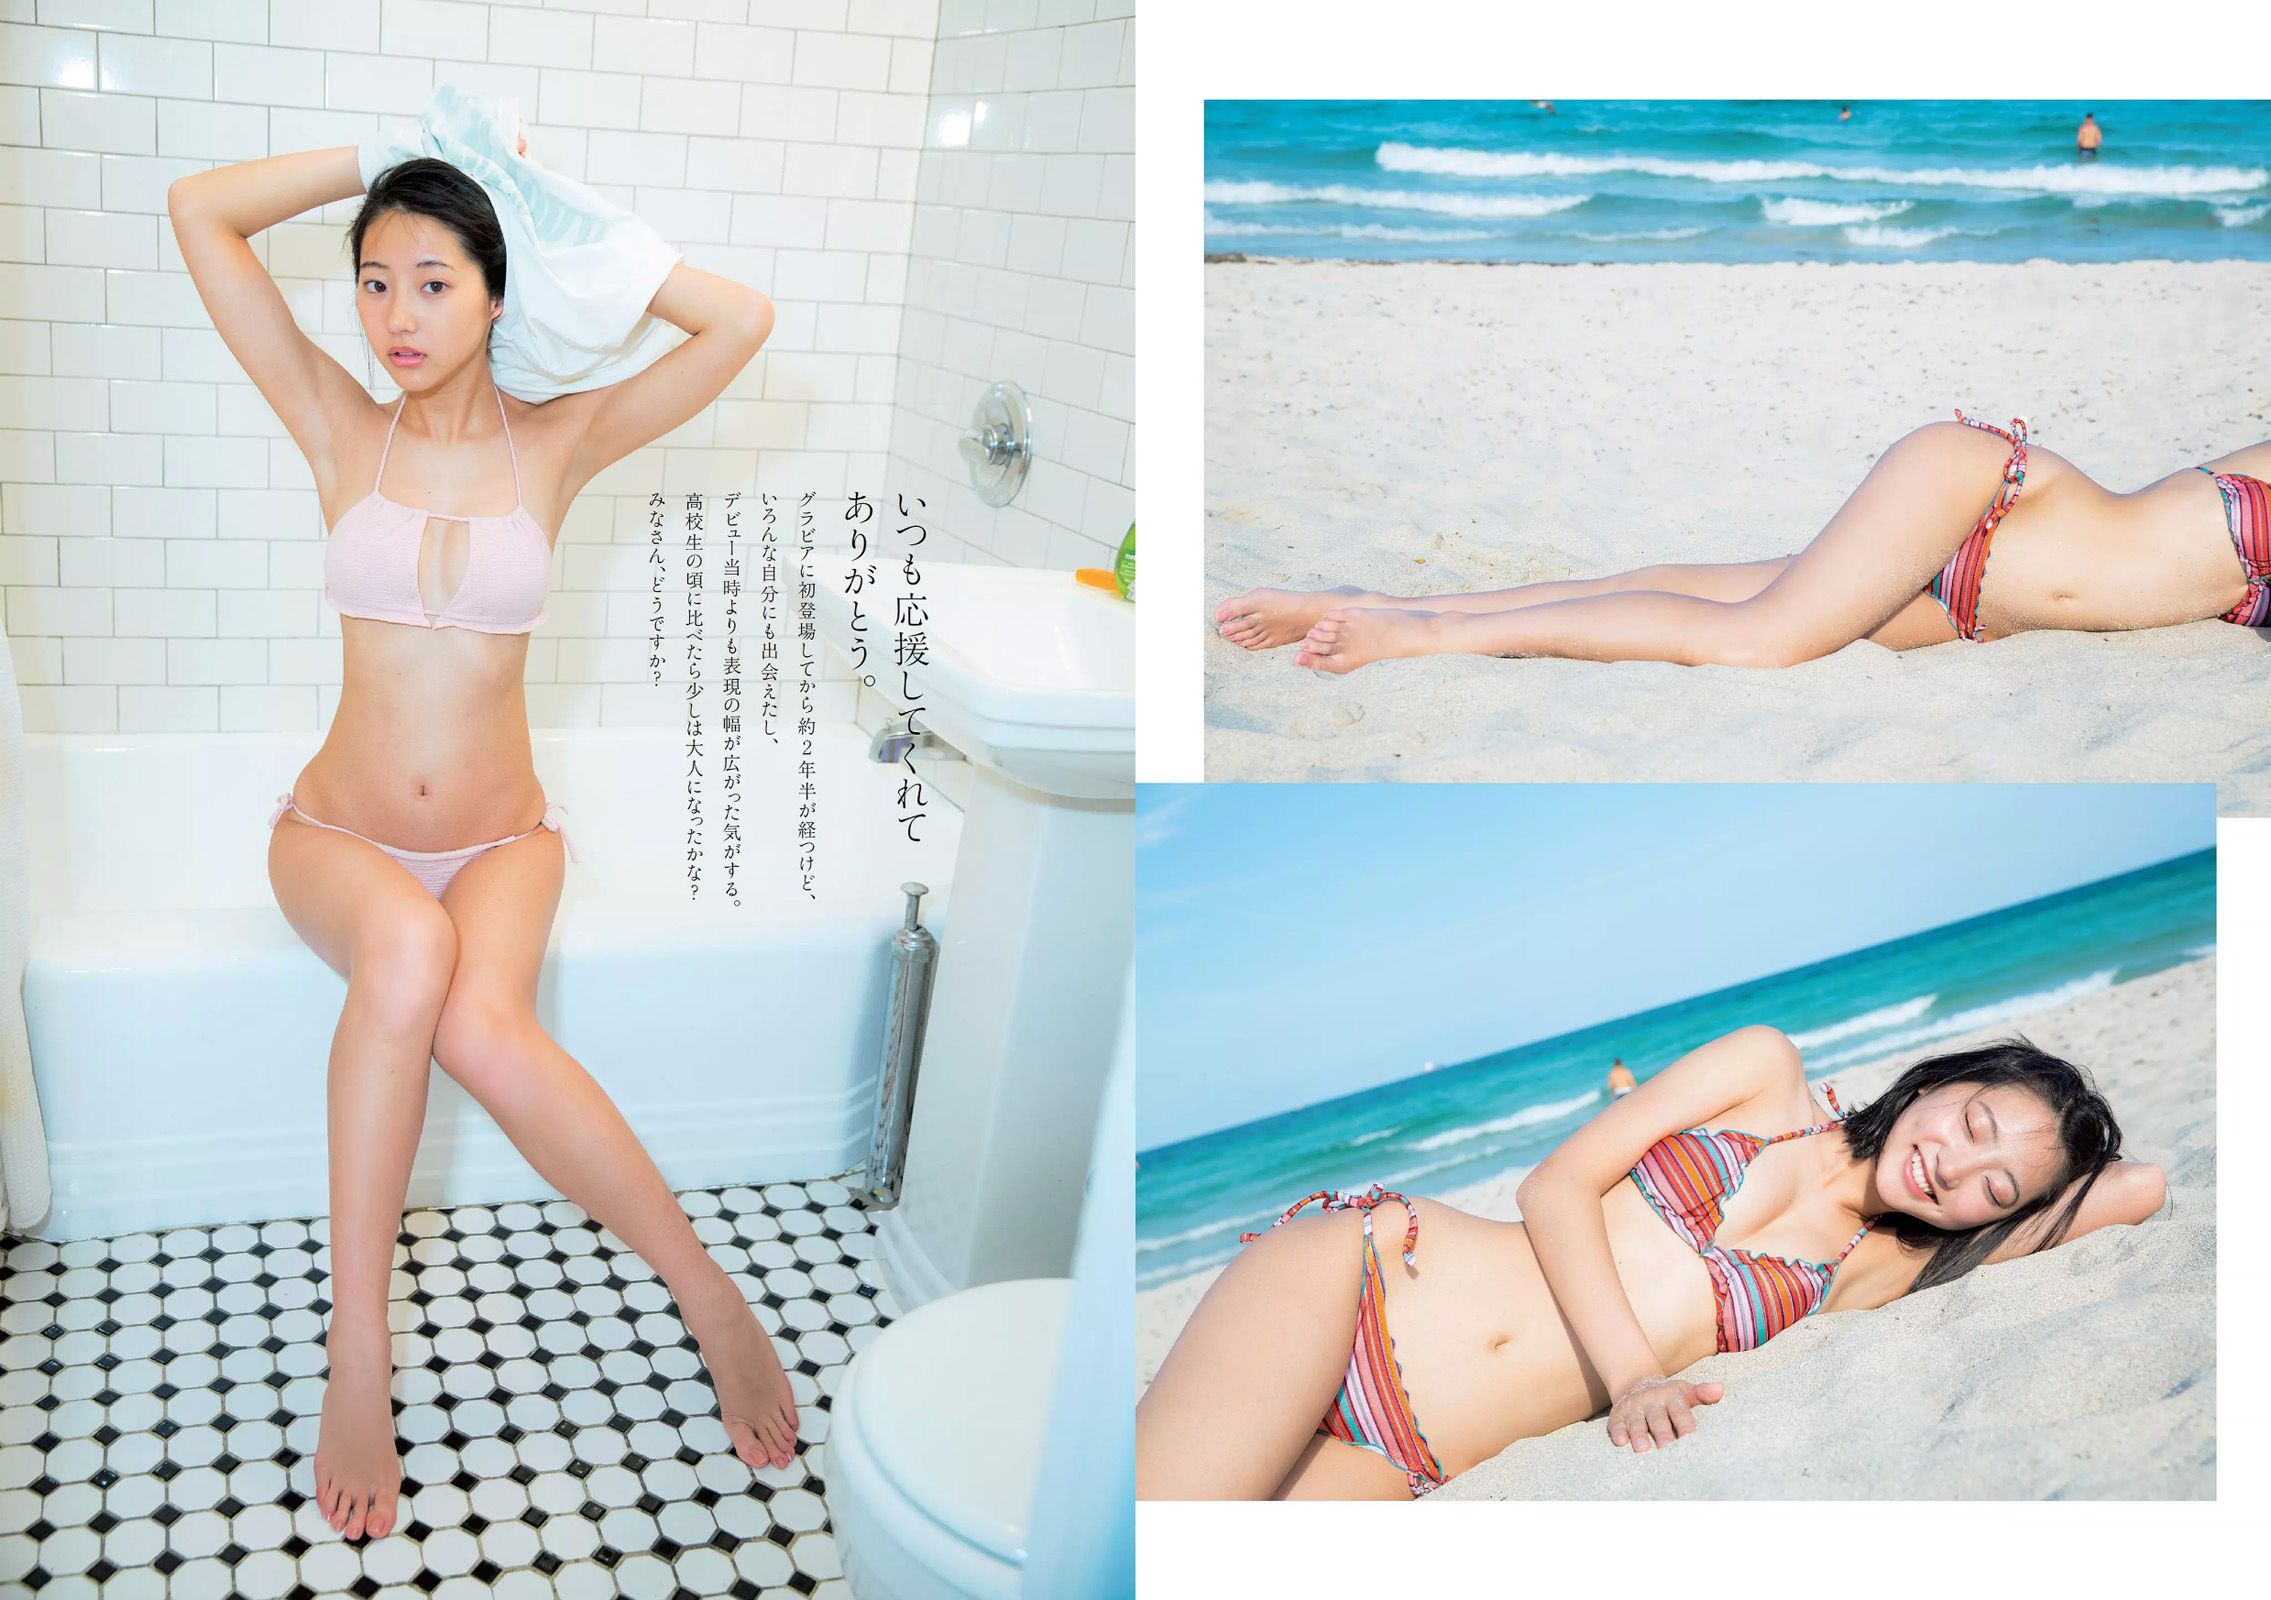 いつも応援してくれて
ありがとう。
グラビアに初登場してから約2年半が経つけど、
いろんな自分にも出会えたし、
デビュー当時よりも表現の幅が広がった気がする。
高校生の頃に比べたら少しは大人になったかな?
みなさん、どうですか?